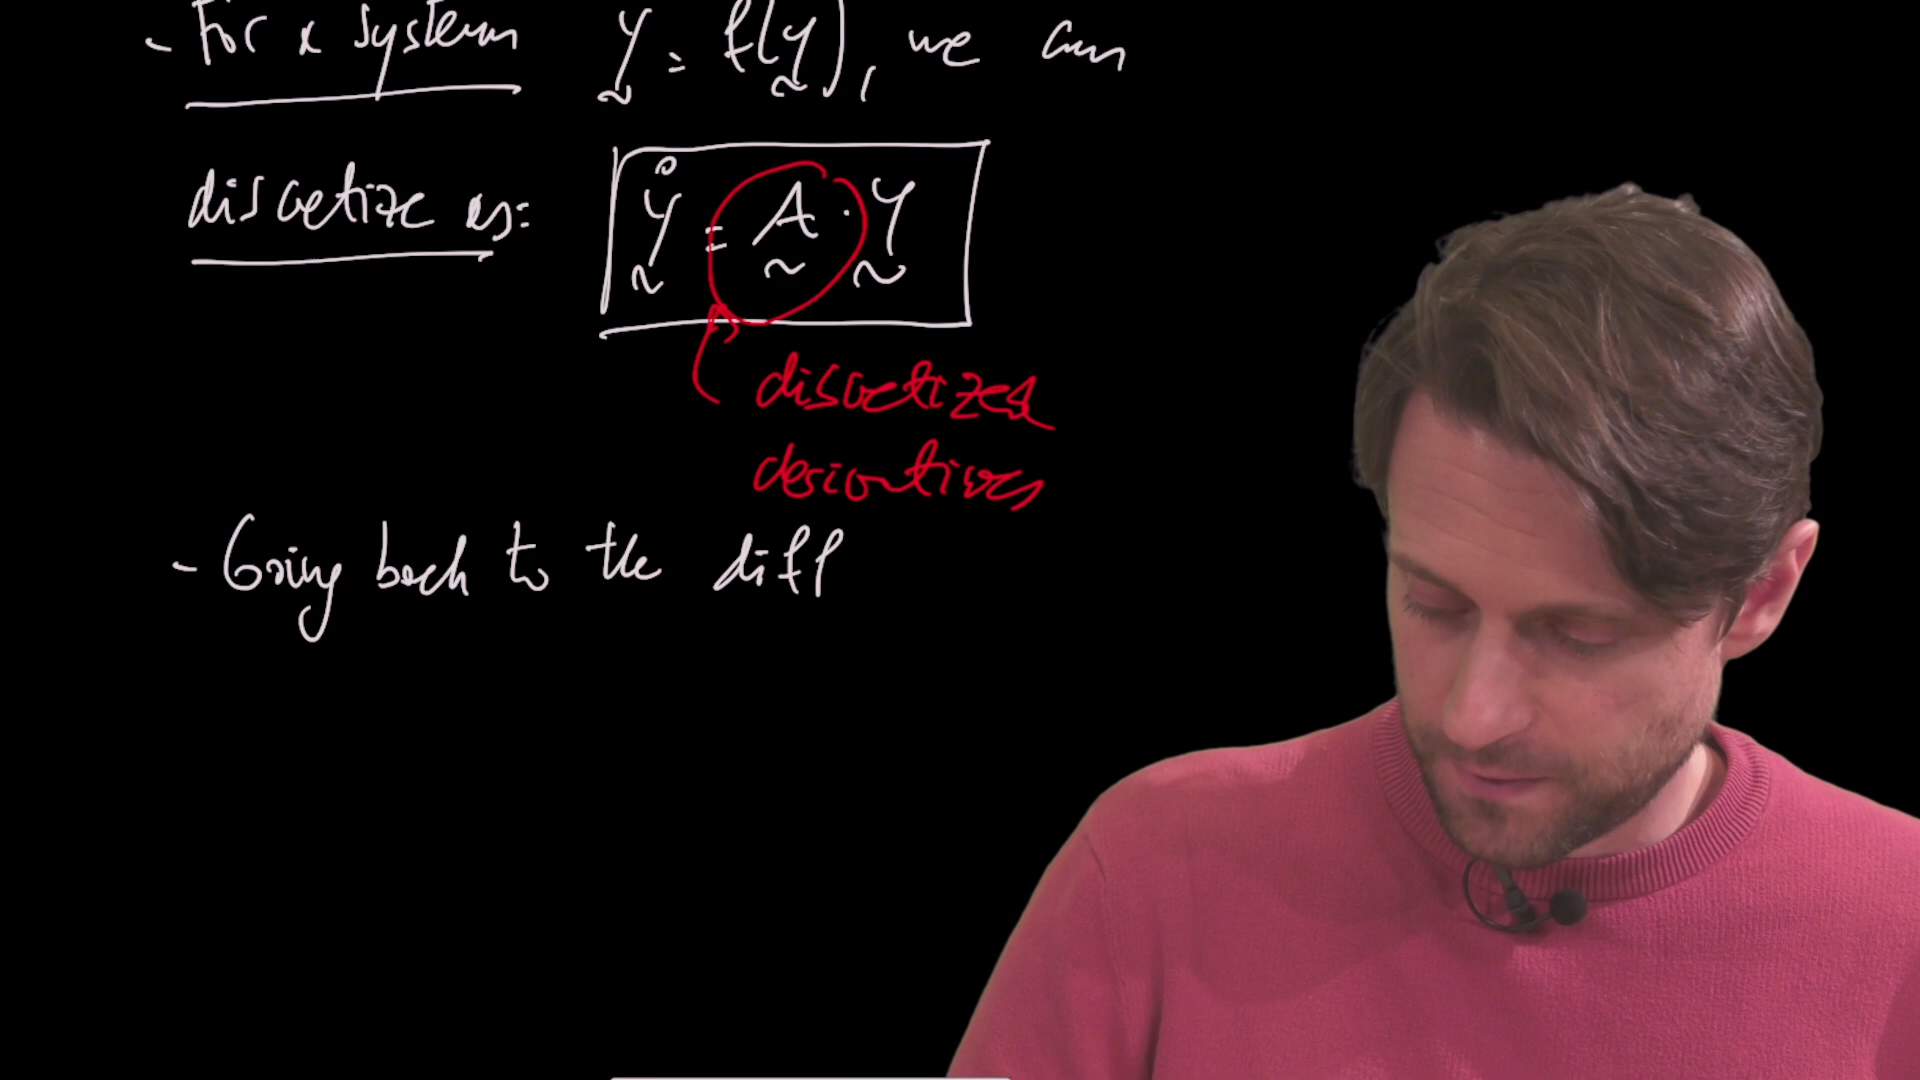 - For a system y = f(y), we can
discretize as: ẙ = A · y
discretized
derivatives
- Going back to the diff